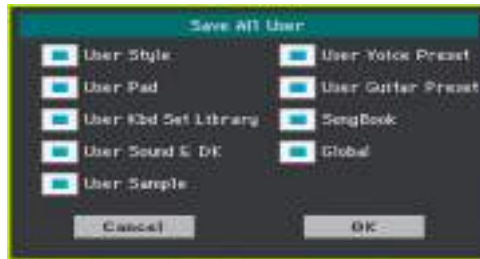 Save All User
User Style
User Voice Preset
User Pad
User Guitar Preset
User Kbd Set Library
SongBook
User Sound & DK
Global
User Sample
Cancel
OK